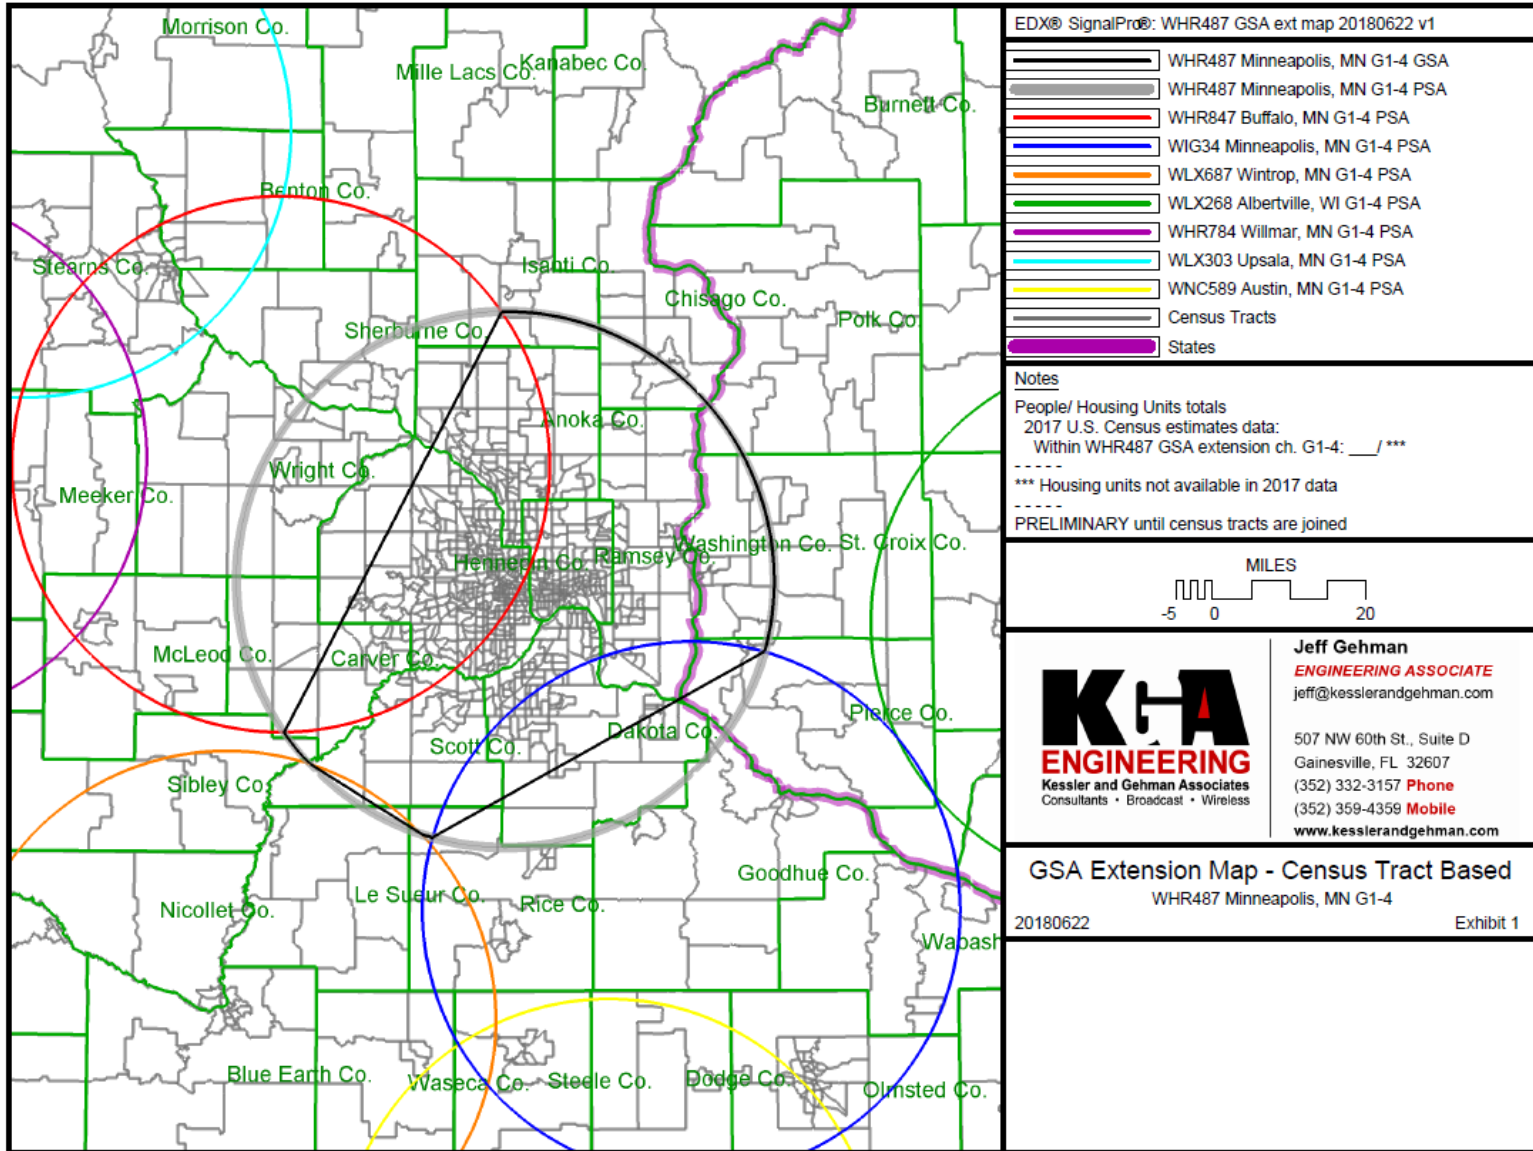 Morrison Co.
Mille Lacs Co.
Kanabec Co.
Burnett Co.
Benton Co.
Stearns Co.
Isanti Co.
Chisago Co.
Sherburne Co.
Polk Co.
Anoka Co.
Wright Co.
Meeker Co.
Hennepin Co.
Ramsey Co.
Washington Co.
St. Croix Co.
McLeod Co.
Carver Co.
Scott Co.
Dakota Co.
Pierce Co.
Sibley Co.
Goodhue Co.
Le Sueur Co.
Rice Co.
Nicollet Co.
Wabash
Blue Earth Co.
Waseca Co.
Steele Co.
Dodge Co.
Olmsted Co.
EDX® SignalPro®: WHR487 GSA ext map 20180622 v1
WHR487 Minneapolis, MN G1-4 GSA
WHR487 Minneapolis, MN G1-4 PSA
WHR847 Buffalo, MN G1-4 PSA
WIG34 Minneapolis, MN G1-4 PSA
WLX687 Wintrop, MN G1-4 PSA
WLX268 Albertville, WI G1-4 PSA
WHR784 Willmar, MN G1-4 PSA
WLX303 Upsala, MN G1-4 PSA
WNC589 Austin, MN G1-4 PSA
Census Tracts
States
Notes
People/ Housing Units totals
2017 U.S. Census estimates data:
Within WHR487 GSA extension ch. G1-4: ___/ ***
- - - - -
*** Housing units not available in 2017 data
- - - - -
PRELIMINARY until census tracts are joined
MILES
-5 0 20
KGA
ENGINEERING
Kessler and Gehman Associates
Consultants • Broadcast • Wireless
Jeff Gehman
ENGINEERING ASSOCIATE
jeff@kesslerandgehman.com
507 NW 60th St., Suite D
Gainesville, FL 32607
(352) 332-3157 Phone
(352) 359-4359 Mobile
www.kesslerandgehman.com
GSA Extension Map - Census Tract Based
WHR487 Minneapolis, MN G1-4
20180622 Exhibit 1